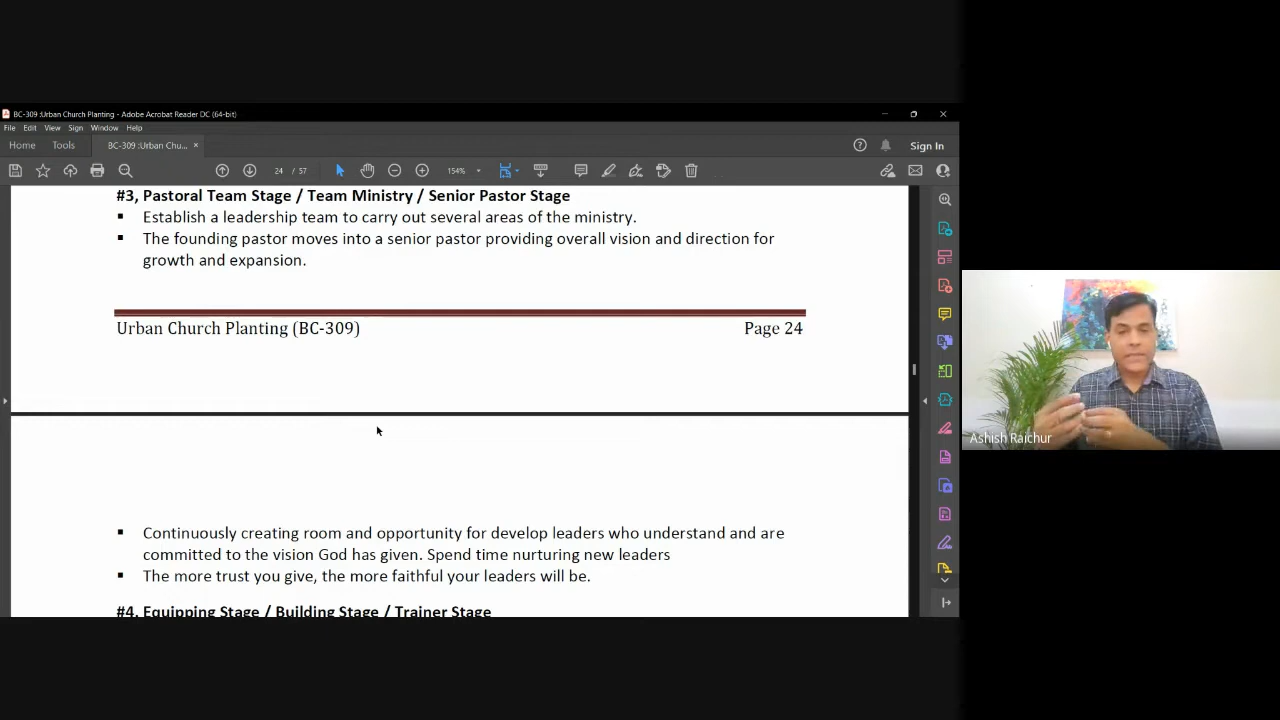 BC-309 :Urban Church Planting - Adobe Acrobat Reader DC (64-bit)
File Edit View Sign Window Help
Home Tools BC-309 :Urban Chu... × Sign In
24 / 57 154%
#3, Pastoral Team Stage / Team Ministry / Senior Pastor Stage
▪ Establish a leadership team to carry out several areas of the ministry.
▪ The founding pastor moves into a senior pastor providing overall vision and direction for
growth and expansion.
Urban Church Planting (BC-309) Page 24
▪ Continuously creating room and opportunity for develop leaders who understand and are
committed to the vision God has given. Spend time nurturing new leaders
▪ The more trust you give, the more faithful your leaders will be.
#4, Equipping Stage / Building Stage / Trainer Stage
Ashish Raichur